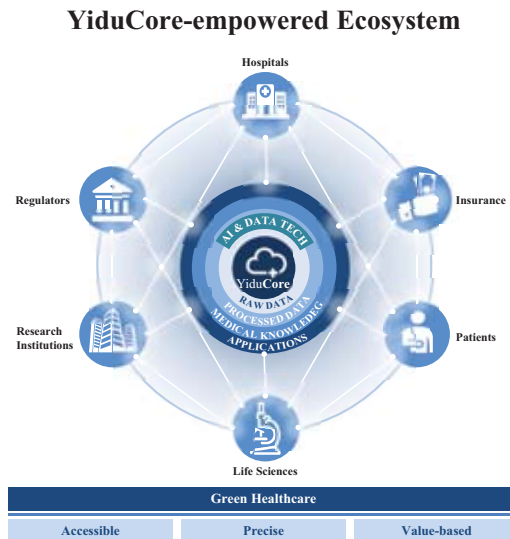 YiduCore-empowered Ecosystem
Hospitals
Regulators
Insurance
AI & DATA TECH
YiduCore
RAW DATA
PROCESSED DATA
MEDICAL KNOWLEDEG
APPLICATIONS
Research
Institutions
Patients
Life Sciences
Green Healthcare
Accessible
Precise
Value-based